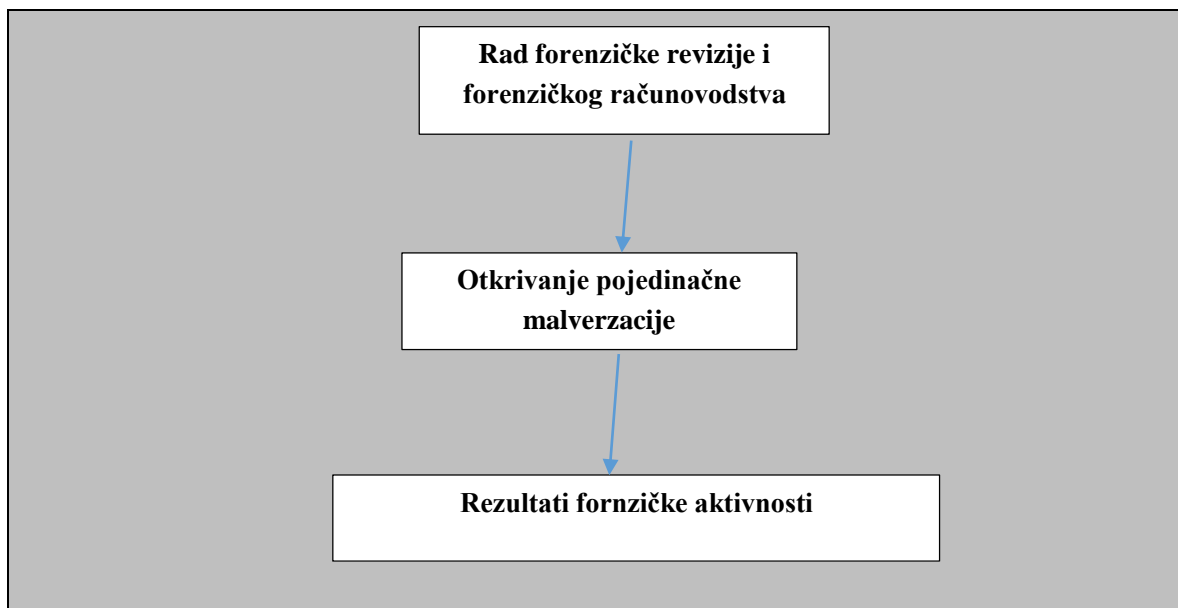 Rad forenzičke revizije i
forenzičkog računovodstva
Otkrivanje pojedinačne
malverzacije
Rezultati fornzičke aktivnosti